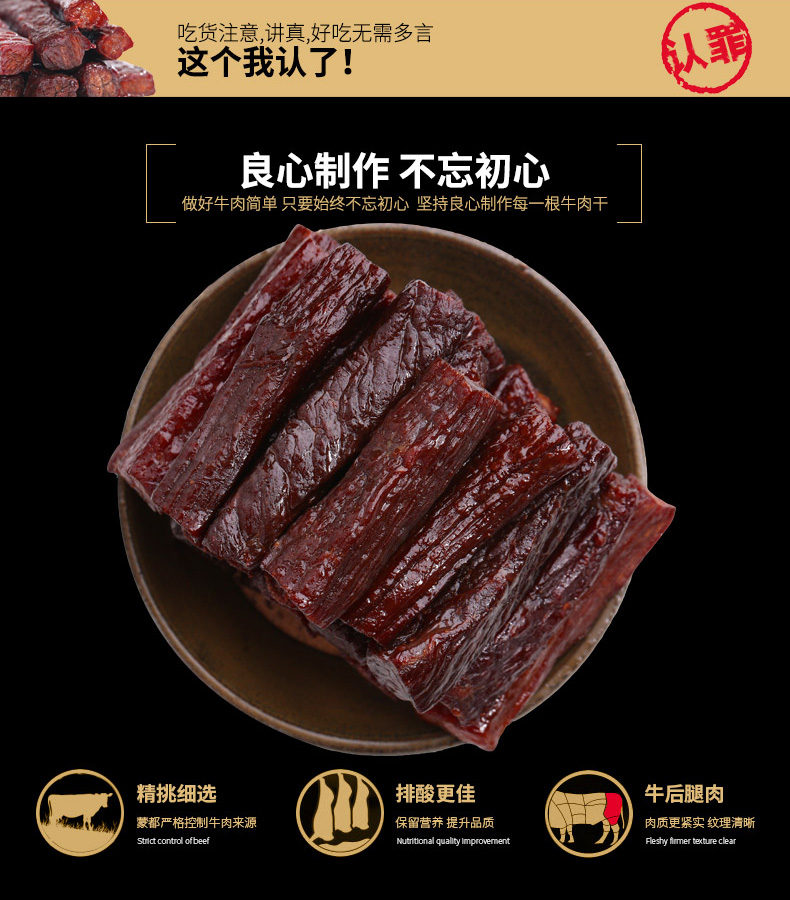 吃货注意,讲真,好吃无需多言
这个我认了!
认罪
良心制作 不忘初心
做好牛肉简单 只要始终不忘初心 坚持良心制作每一根牛肉干
精挑细选
蒙都严格控制牛肉来源
Strict control of beef
排酸更佳
保留营养 提升品质
Nutritional quality improvement
牛后腿肉
肉质更紧实 纹理清晰
Fleshy firmer texture clear